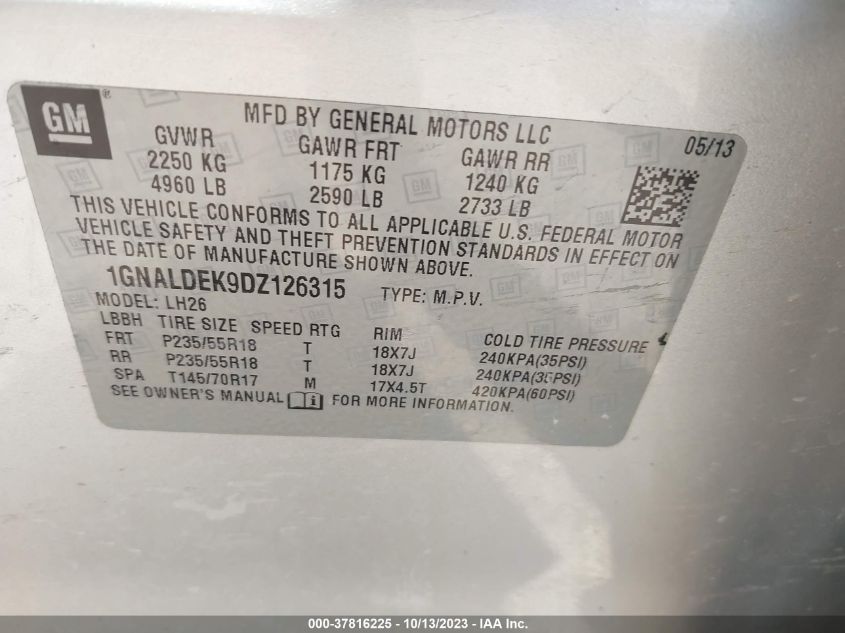 GM ®
MFD BY GENERAL MOTORS LLC
05/13
GVWR GAWR FRT GAWR RR
2250 KG 1175 KG 1240 KG
4960 LB 2590 LB 2733 LB
THIS VEHICLE CONFORMS TO ALL APPLICABLE U.S. FEDERAL MOTOR
VEHICLE SAFETY AND THEFT PREVENTION STANDARDS IN EFFECT ON
THE DATE OF MANUFACTURE SHOWN ABOVE.
1GNALDEK9DZ126315 TYPE: M.P.V.
MODEL: LH26
LBBH TIRE SIZE SPEED RTG RIM COLD TIRE PRESSURE
FRT P235/55R18 T 18X7J 240KPA(35PSI)
RR P235/55R18 T 18X7J 240KPA(35PSI)
SPA T145/70R17 M 17X4.5T 420KPA(60PSI)
SEE OWNER'S MANUAL i FOR MORE INFORMATION.
000-37816225 - 10/13/2023 - IAA Inc.